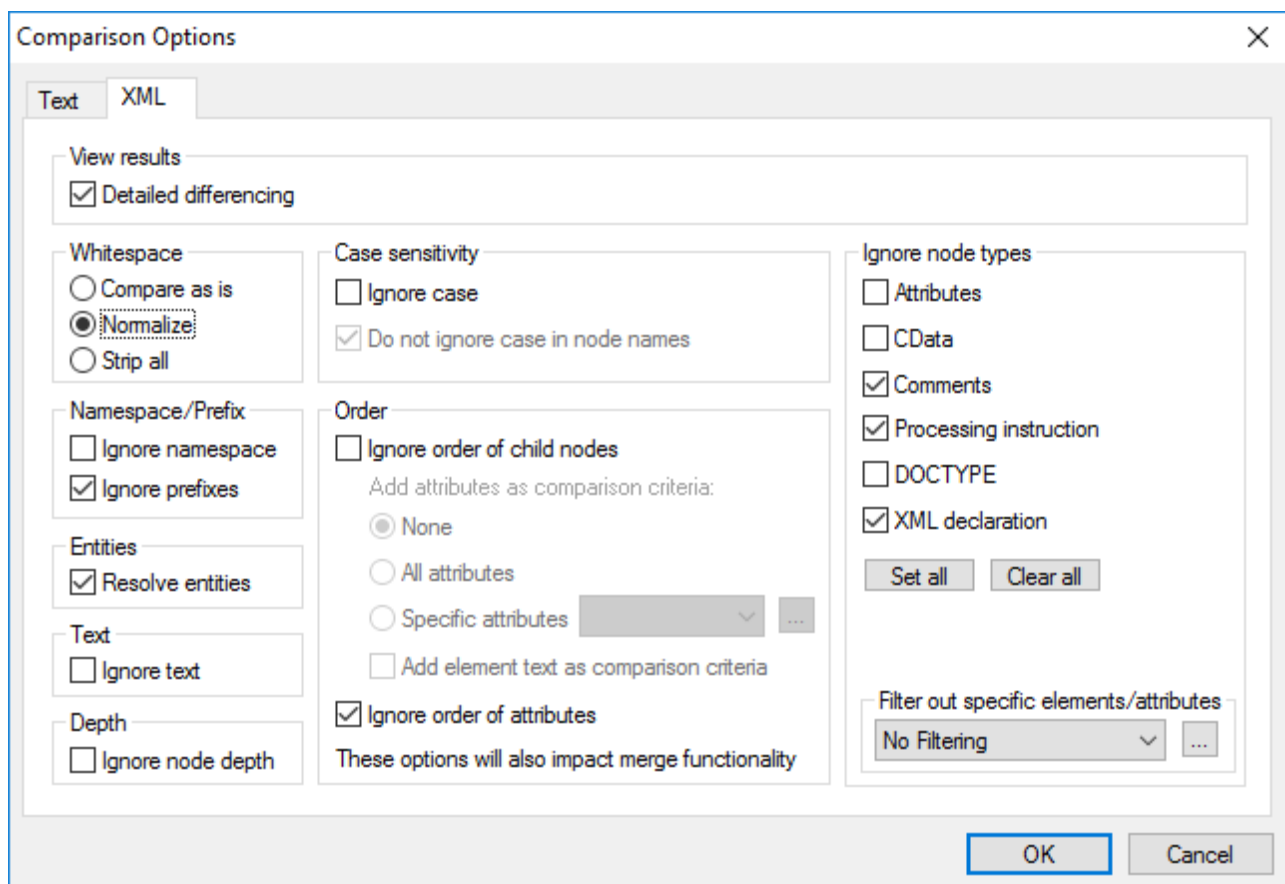 Comparison Options
Text
XML
View results
Detailed differencing
Whitespace
Compare as is
Normalize
Strip all
Namespace/Prefix
Ignore namespace
Ignore prefixes
Entities
Resolve entities
Text
Ignore text
Depth
Ignore node depth
Case sensitivity
Ignore case
Do not ignore case in node names
Order
Ignore order of child nodes
Add attributes as comparison criteria:
None
All attributes
Specific attributes
...
Add element text as comparison criteria
Ignore order of attributes
These options will also impact merge functionality
Ignore node types
Attributes
CData
Comments
Processing instruction
DOCTYPE
XML declaration
Set all
Clear all
Filter out specific elements/attributes
No Filtering
...
OK
Cancel